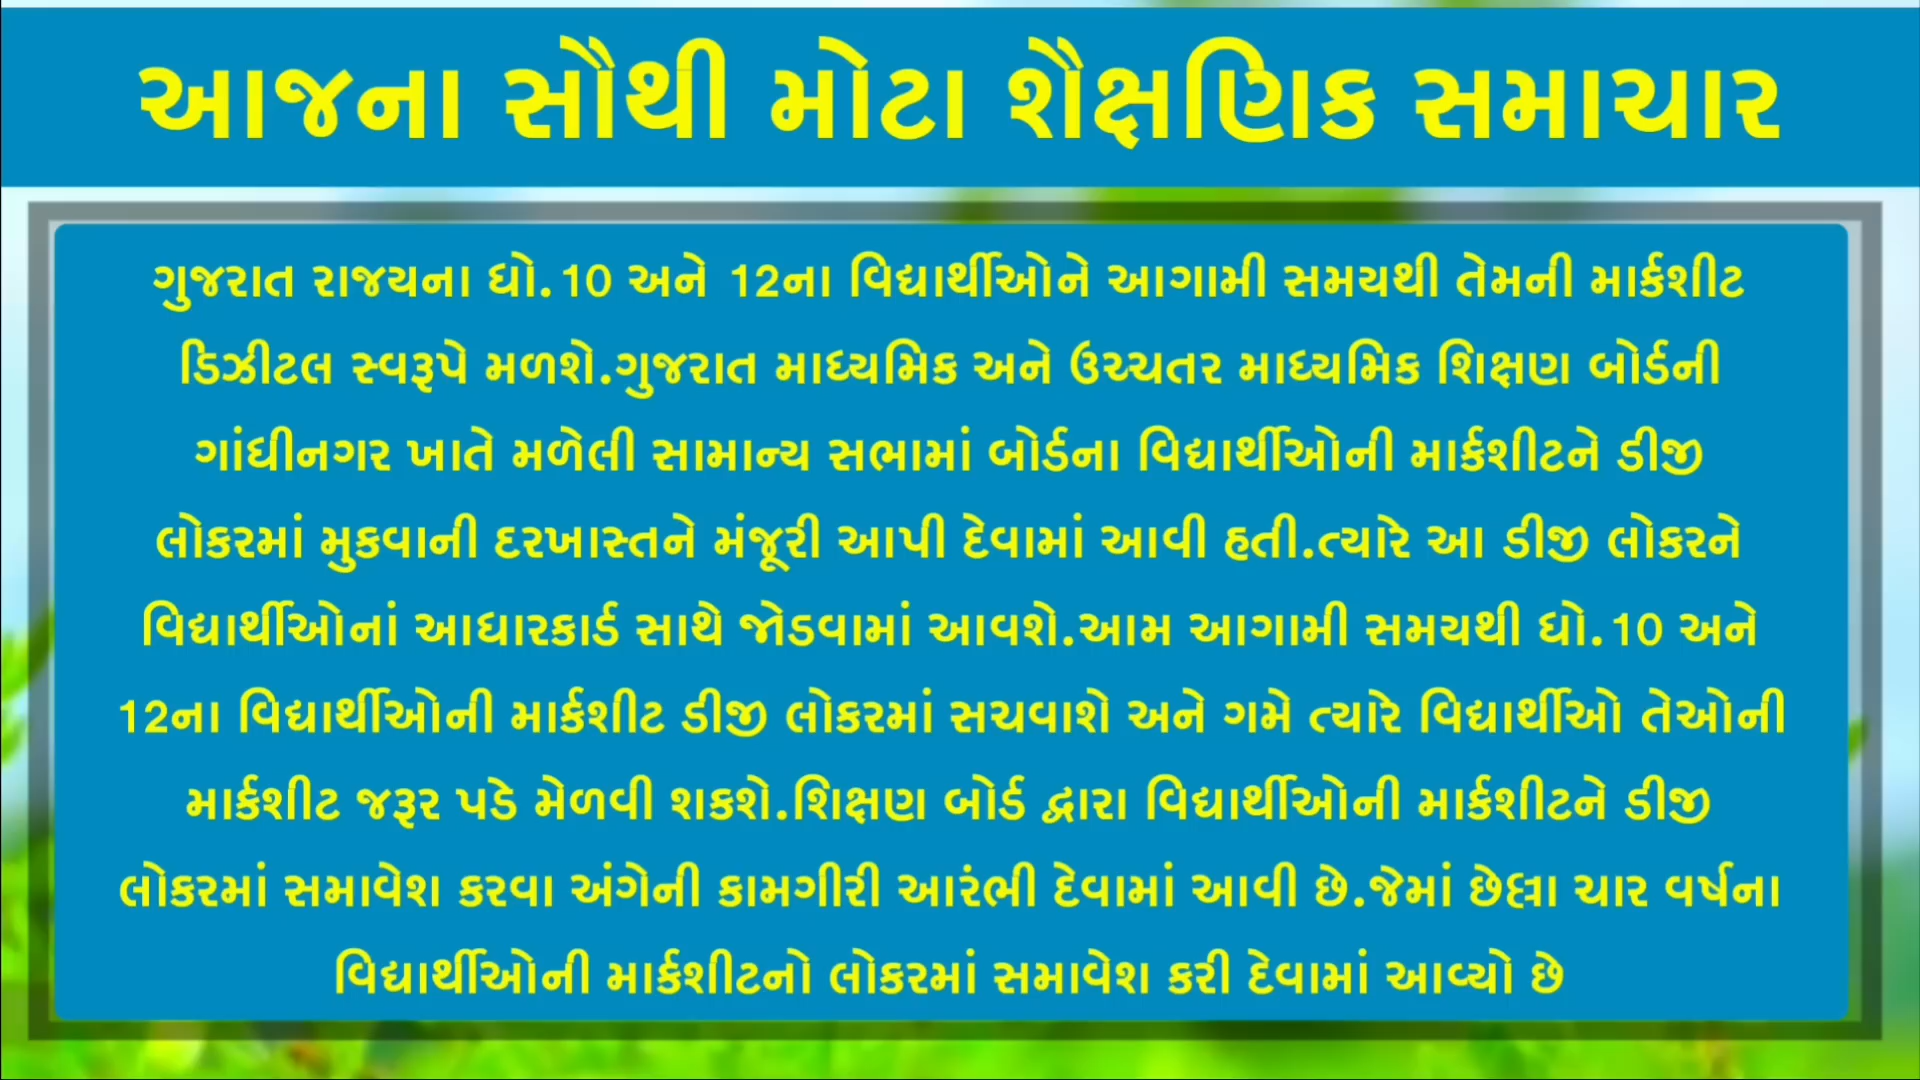 આજના સૌથી મોટા શૈક્ષણિક સમાચાર
ગુજરાત રાજયના ધો.10 અને 12ના વિદ્યાર્થીઓને આગામી સમયથી તેમની માર્કશીટ
ડિઝીટલ સ્વરૂપે મળશે.ગુજરાત માધ્યમિક અને ઉચ્ચતર માધ્યમિક શિક્ષણ બોર્ડની
ગાંધીનગર ખાતે મળેલી સામાન્ય સભામાં બોર્ડના વિદ્યાર્થીઓની માર્કશીટને ડીજી
લોકરમાં મુકવાની દરખાસ્તને મંજૂરી આપી દેવામાં આવી હતી.ત્યારે આ ડીજી લોકરને
વિદ્યાર્થીઓનાં આધારકાર્ડ સાથે જોડવામાં આવશે.આમ આગામી સમયથી ધો.10 અને
12ના વિદ્યાર્થીઓની માર્કશીટ ડીજી લોકરમાં સચવાશે અને ગમે ત્યારે વિદ્યાર્થીઓ તેઓની
માર્કશીટ જરૂર પડે મેળવી શકશે.શિક્ષણ બોર્ડ દ્વારા વિદ્યાર્થીઓની માર્કશીટને ડીજી
લોકરમાં સમાવેશ કરવા અંગેની કામગીરી આરંભી દેવામાં આવી છે.જેમાં છેલ્લા ચાર વર્ષના
વિદ્યાર્થીઓની માર્કશીટનો લોકરમાં સમાવેશ કરી દેવામાં આવ્યો છે